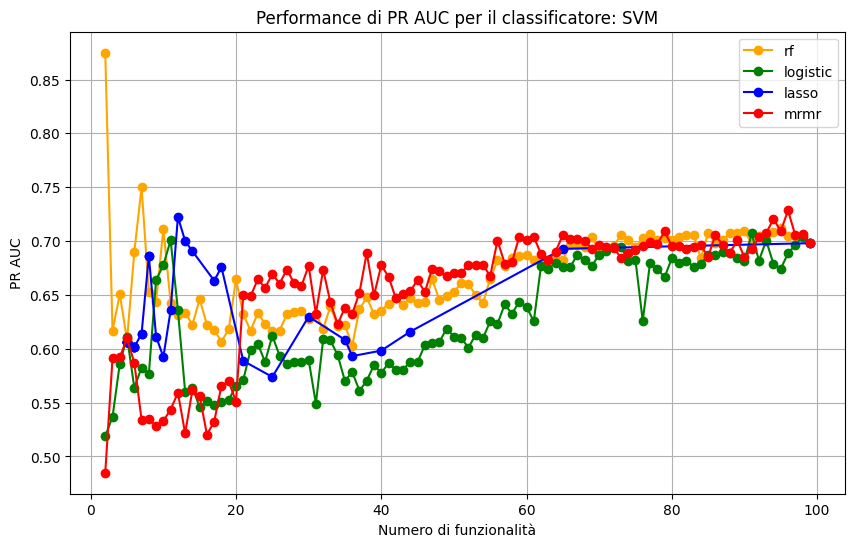 Performance di PR AUC per il classificatore: SVM
rf
logistic
lasso
mrmr
PR AUC
0.85
0.80
0.75
0.70
0.65
0.60
0.55
0.50
0 20 40 60 80 100
Numero di funzionalità